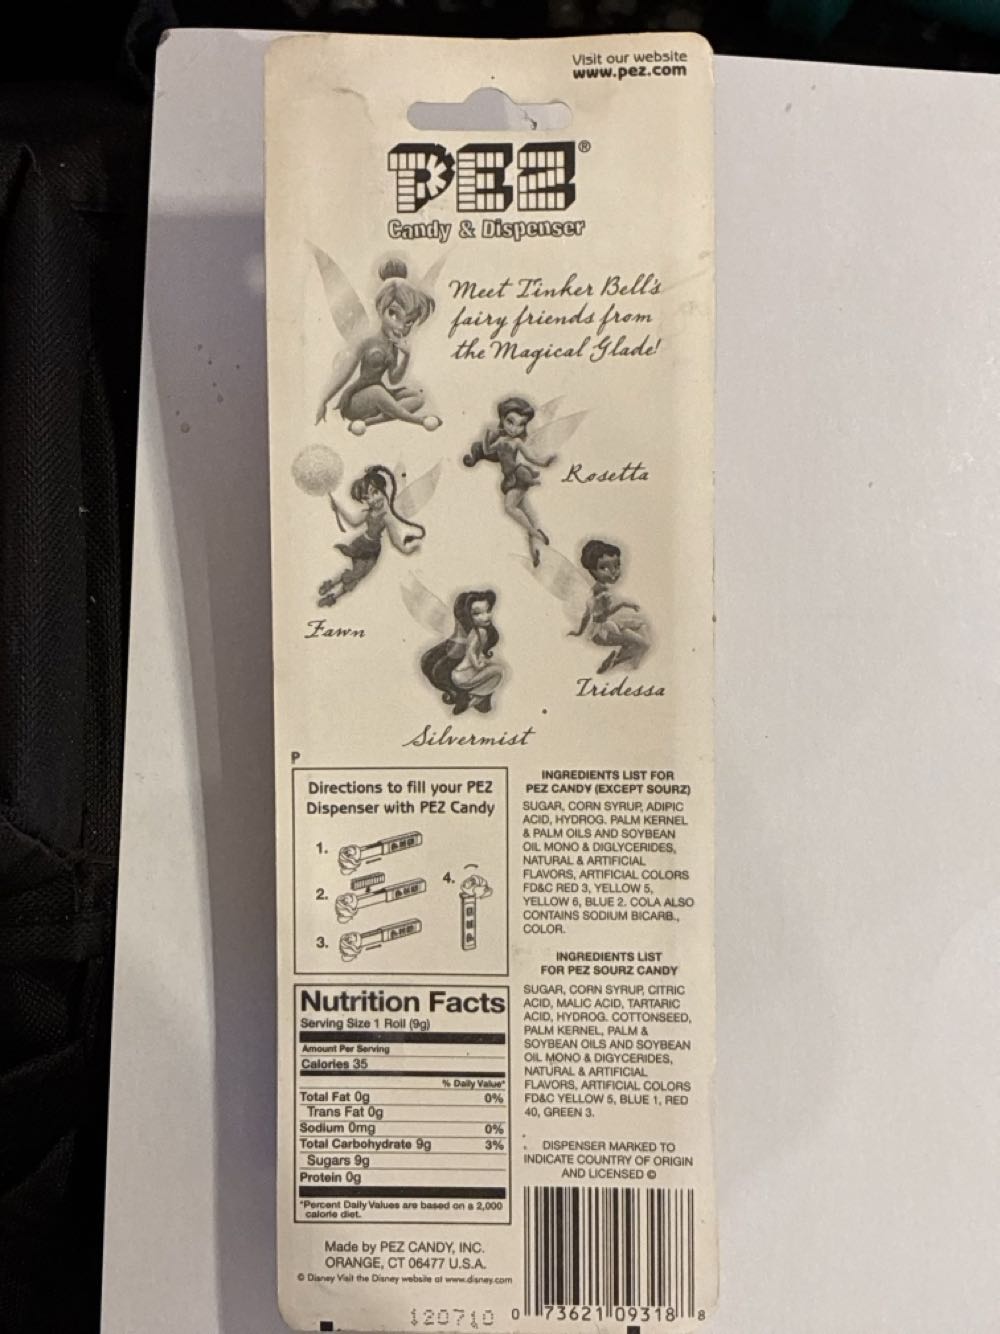 Visit our website
www.pez.com
PEZ®
Candy & Dispenser
Meet Tinker Bell's
fairy friends from
the Magical Glade!
Rosetta
Fawn
Iridessa
Silvermist
P
Directions to fill your PEZ
Dispenser with PEZ Candy
1.
2.
3.
4.
INGREDIENTS LIST FOR
PEZ CANDY (EXCEPT SOURZ)
SUGAR, CORN SYRUP, ADIPIC
ACID, HYDROG. PALM KERNEL
& PALM OILS AND SOYBEAN
OIL MONO & DIGLYCERIDES,
NATURAL & ARTIFICIAL
FLAVORS, ARTIFICIAL COLORS
FD&C RED 3, YELLOW 5,
YELLOW 6, BLUE 2. COLA ALSO
CONTAINS SODIUM BICARB.,
COLOR.
INGREDIENTS LIST
FOR PEZ SOURZ CANDY
SUGAR, CORN SYRUP, CITRIC
ACID, MALIC ACID, TARTARIC
ACID, HYDROG. COTTONSEED,
PALM KERNEL, PALM &
SOYBEAN OILS AND SOYBEAN
OIL MONO & DIGYCERIDES,
NATURAL & ARTIFICIAL
FLAVORS, ARTIFICIAL COLORS
FD&C YELLOW 5, BLUE 1, RED
40, GREEN 3.
DISPENSER MARKED TO
INDICATE COUNTRY OF ORIGIN
AND LICENSED ©
Nutrition Facts
Serving Size 1 Roll (9g)
Amount Per Serving
Calories 35
% Daily Value*
Total Fat 0g 0%
Trans Fat 0g
Sodium 0mg 0%
Total Carbohydrate 9g 3%
Sugars 9g
Protein 0g
*Percent Daily Values are based on a 2,000
calorie diet.
Made by PEZ CANDY, INC.
ORANGE, CT 06477 U.S.A.
© Disney Visit the Disney website at www.disney.com
120710
0 73621 09318 8